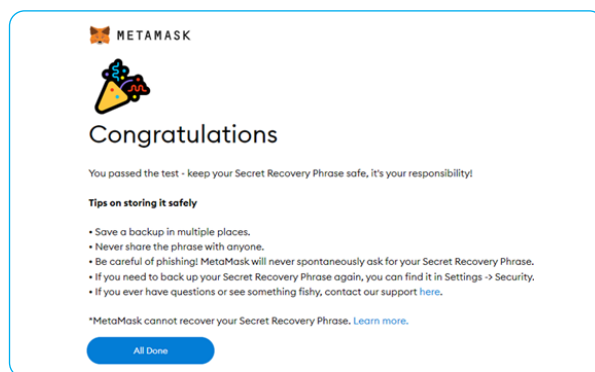 METAMASK
Congratulations
You passed the test - keep your Secret Recovery Phrase safe, it's your responsibility!
Tips on storing it safely
• Save a backup in multiple places.
• Never share the phrase with anyone.
• Be careful of phishing! MetaMask will never spontaneously ask for your Secret Recovery Phrase.
• If you need to back up your Secret Recovery Phrase again, you can find it in Settings -> Security.
• If you ever have questions or see something fishy, contact our support here.
*MetaMask cannot recover your Secret Recovery Phrase. Learn more.
All Done